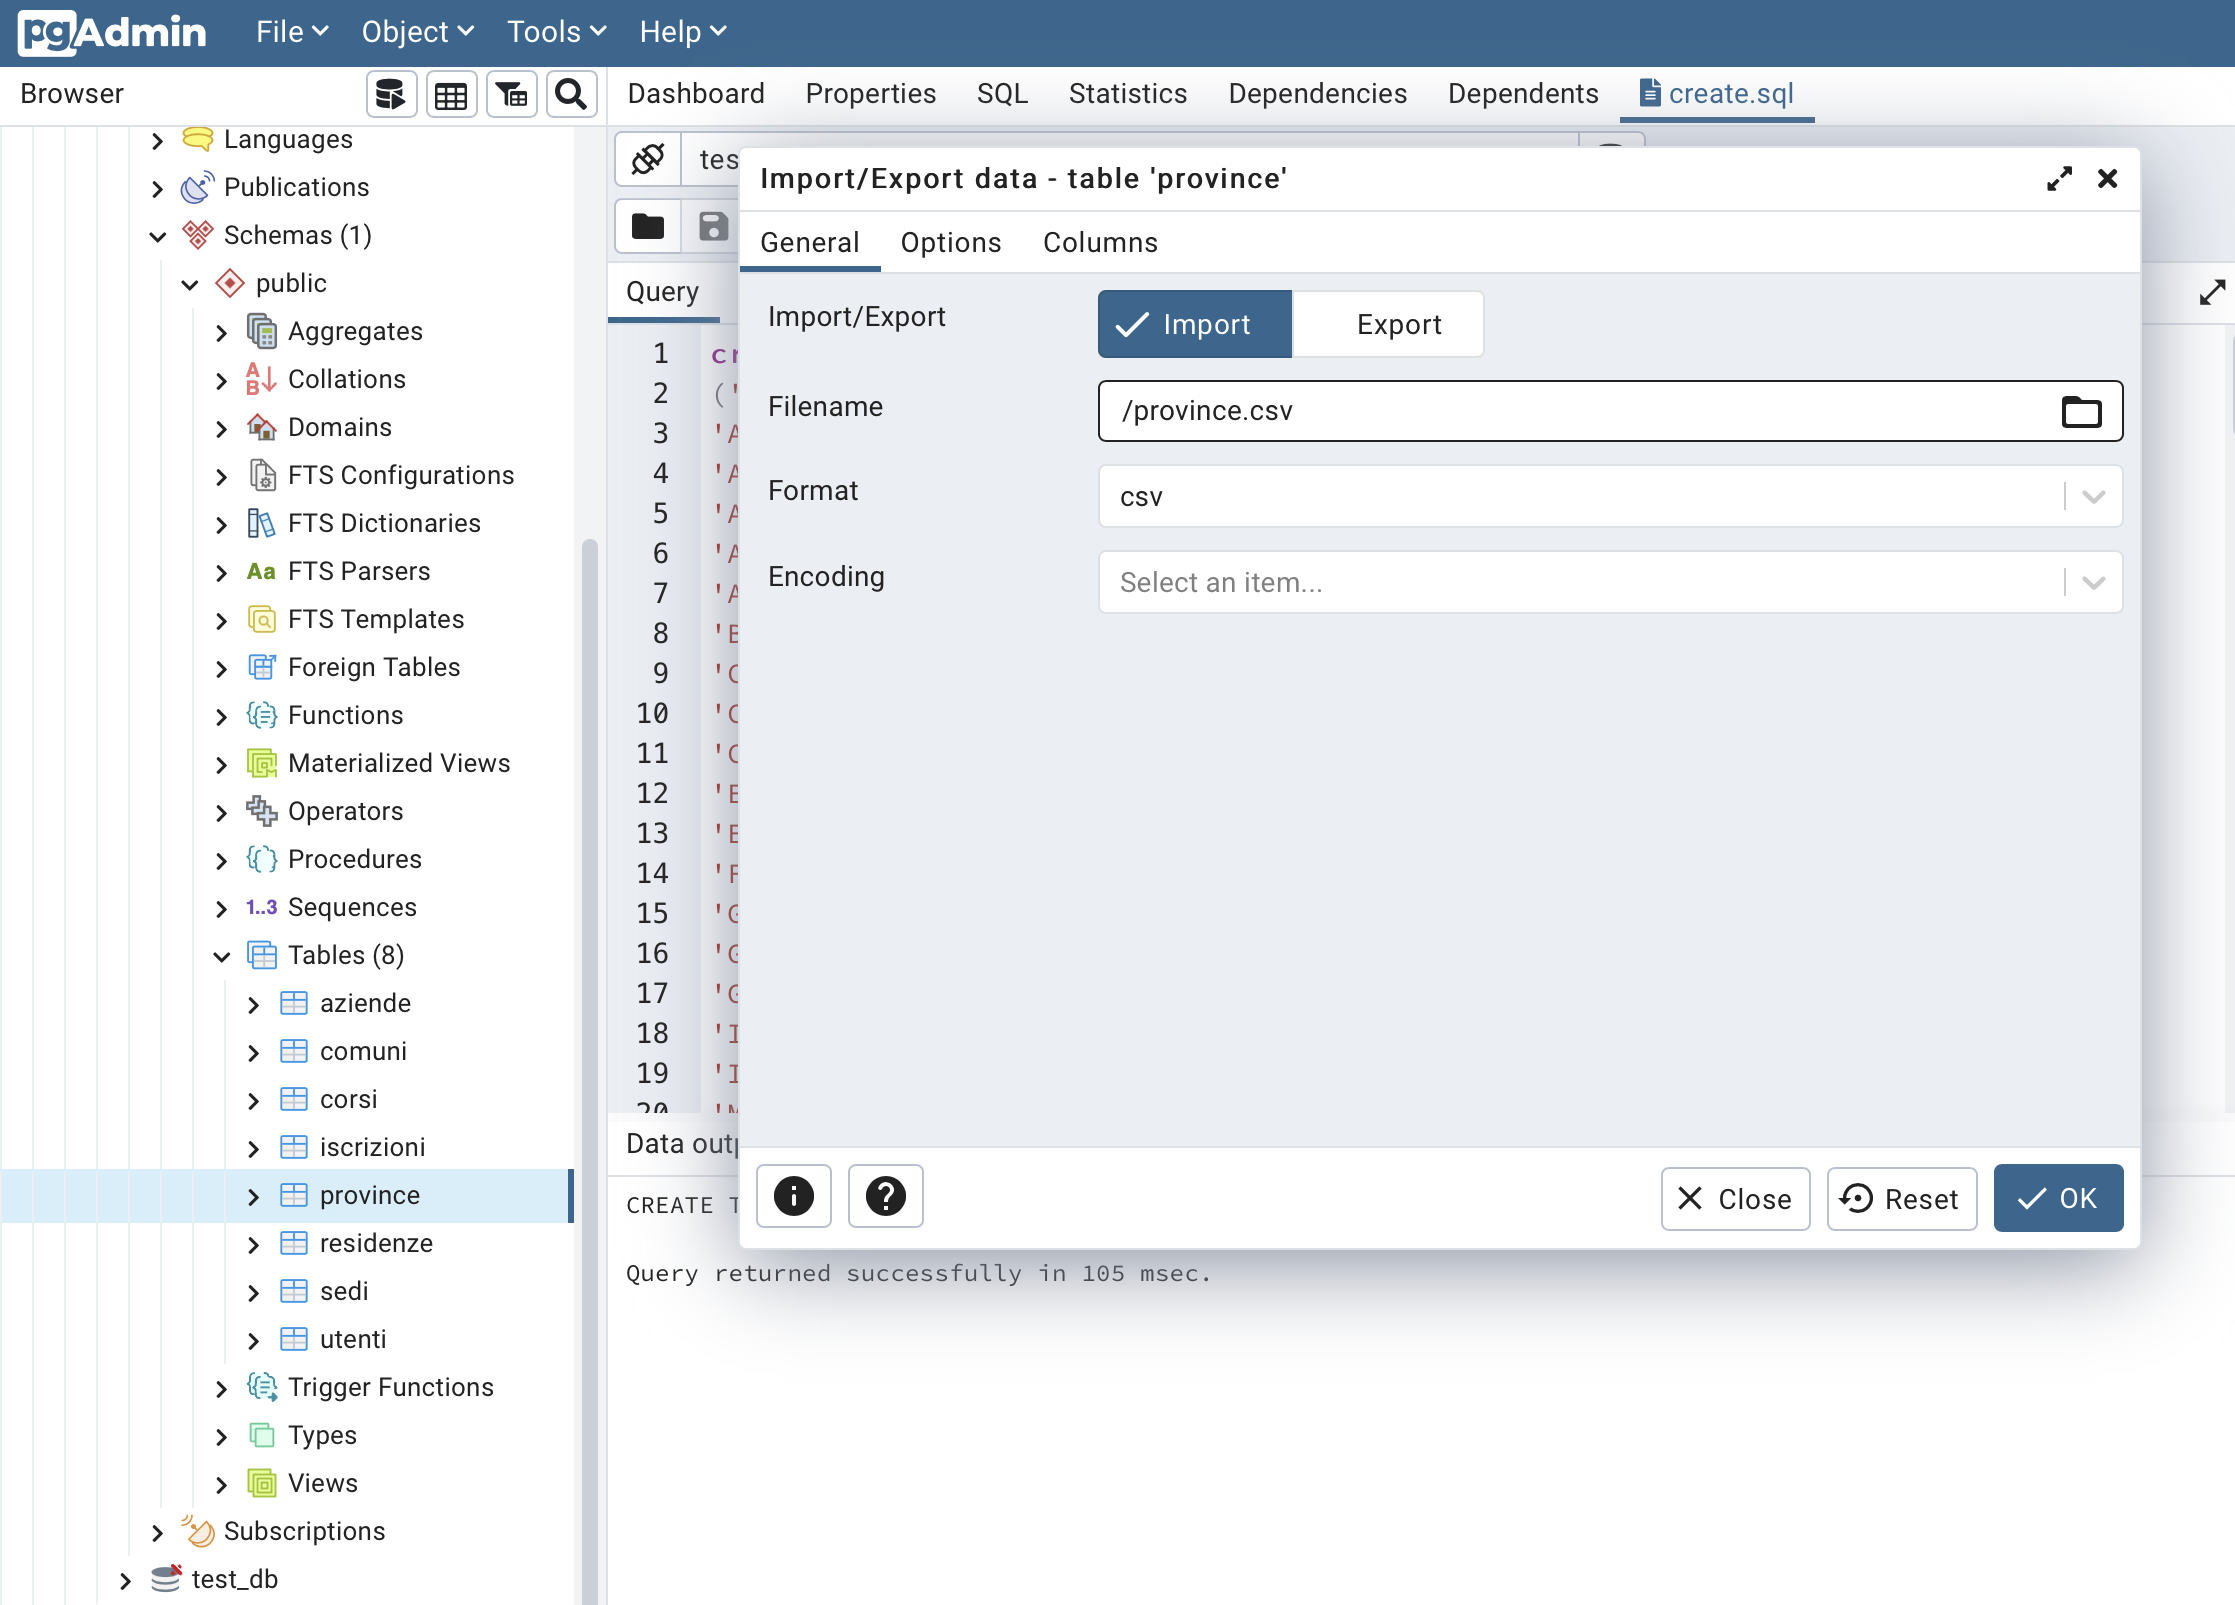 pgAdmin File Object Tools Help
Browser
Dashboard Properties SQL Statistics Dependencies Dependents create.sql
Languages
Publications
Schemas (1)
public
Aggregates
Collations
Domains
FTS Configurations
FTS Dictionaries
Aa FTS Parsers
FTS Templates
Foreign Tables
Functions
Materialized Views
Operators
Procedures
1..3 Sequences
Tables (8)
aziende
comuni
corsi
iscrizioni
province
residenze
sedi
utenti
Trigger Functions
Types
Views
Subscriptions
test_db
tes
Query
1 cr
2 ('
3 'A
4 'A
5 'A
6 'A
7 'A
8 'B
9 'C
10 'C
11 'C
12 'E
13 'E
14 'F
15 'G
16 'G
17 'G
18 'I
19 'I
20 'M
Data out
CREATE T
Query returned successfully in 105 msec.
Import/Export data - table 'province'
General Options Columns
Import/Export Import Export
Filename /province.csv
Format csv
Encoding Select an item...
Close Reset OK